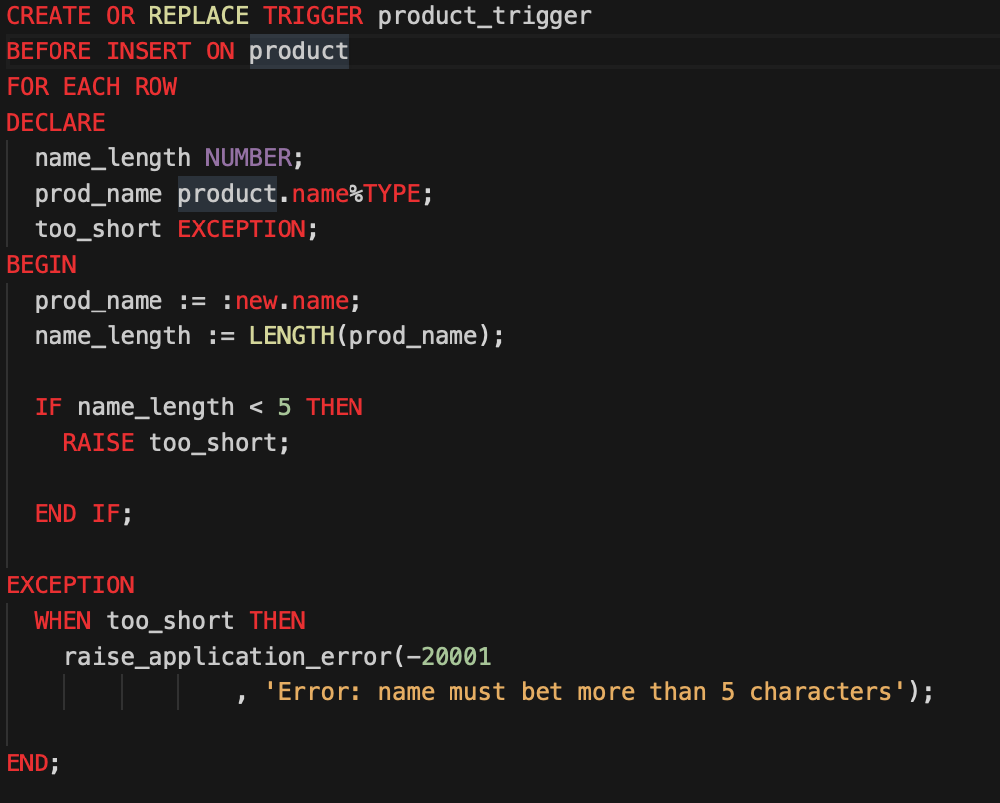 CREATE OR REPLACE TRIGGER product_trigger
BEFORE INSERT ON product
FOR EACH ROW
DECLARE
name_length NUMBER;
prod_name product.name%TYPE;
too_short EXCEPTION;
BEGIN
prod_name := :new.name;
name_length := LENGTH(prod_name);
IF name_length < 5 THEN
RAISE too_short;
END IF;
EXCEPTION
WHEN too_short THEN
raise_application_error(-20001
, 'Error: name must bet more than 5 characters');
END;